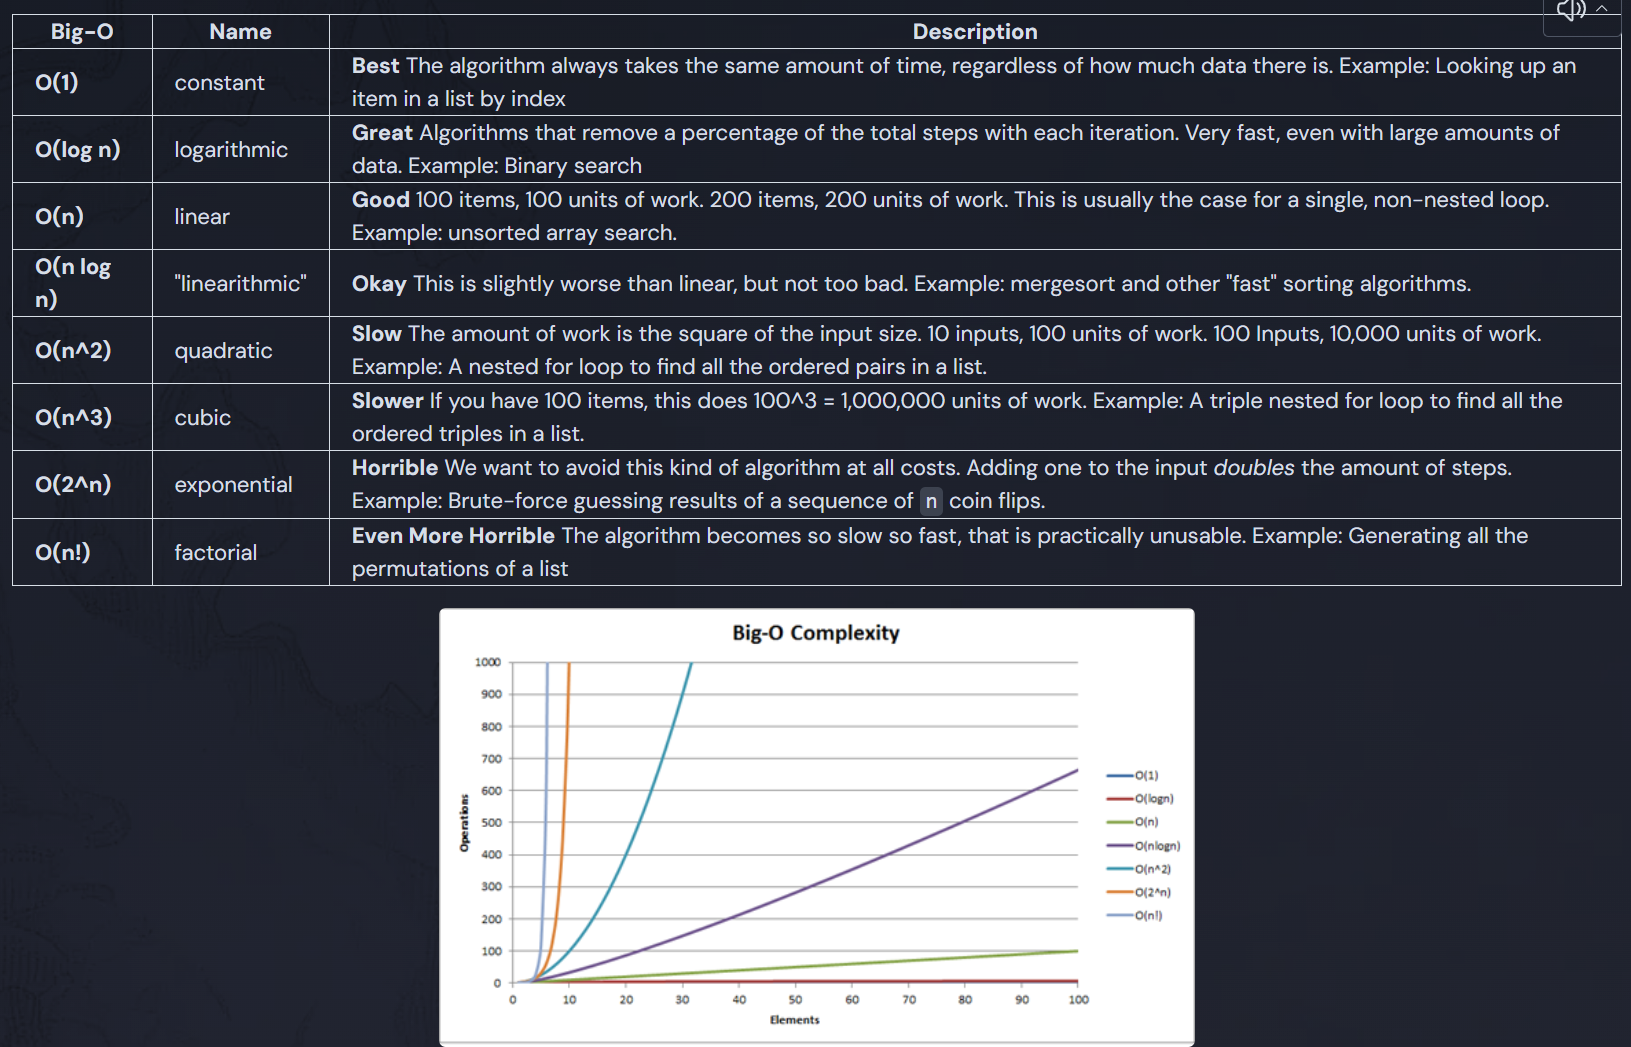 Big-O Name Description
O(1) constant Best The algorithm always takes the same amount of time, regardless of how much data there is. Example: Looking up an
item in a list by index
O(log n) logarithmic Great Algorithms that remove a percentage of the total steps with each iteration. Very fast, even with large amounts of
data. Example: Binary search
O(n) linear Good 100 items, 100 units of work. 200 items, 200 units of work. This is usually the case for a single, non-nested loop.
Example: unsorted array search.
O(n log
n) "linearithmic" Okay This is slightly worse than linear, but not too bad. Example: mergesort and other "fast" sorting algorithms.
O(n^2) quadratic Slow The amount of work is the square of the input size. 10 inputs, 100 units of work. 100 Inputs, 10,000 units of work.
Example: A nested for loop to find all the ordered pairs in a list.
O(n^3) cubic Slower If you have 100 items, this does 100^3 = 1,000,000 units of work. Example: A triple nested for loop to find all the
ordered triples in a list.
O(2^n) exponential Horrible We want to avoid this kind of algorithm at all costs. Adding one to the input doubles the amount of steps.
Example: Brute-force guessing results of a sequence of n coin flips.
O(n!) factorial Even More Horrible The algorithm becomes so slow so fast, that is practically unusable. Example: Generating all the
permutations of a list
Big-O Complexity
1000
900
800
700
600
500
400
300
200
100
0
Operations
0 10 20 30 40 50 60 70 80 90 100
Elements
O(1)
O(logn)
O(n)
O(nlogn)
O(n^2)
O(2^n)
O(n!)